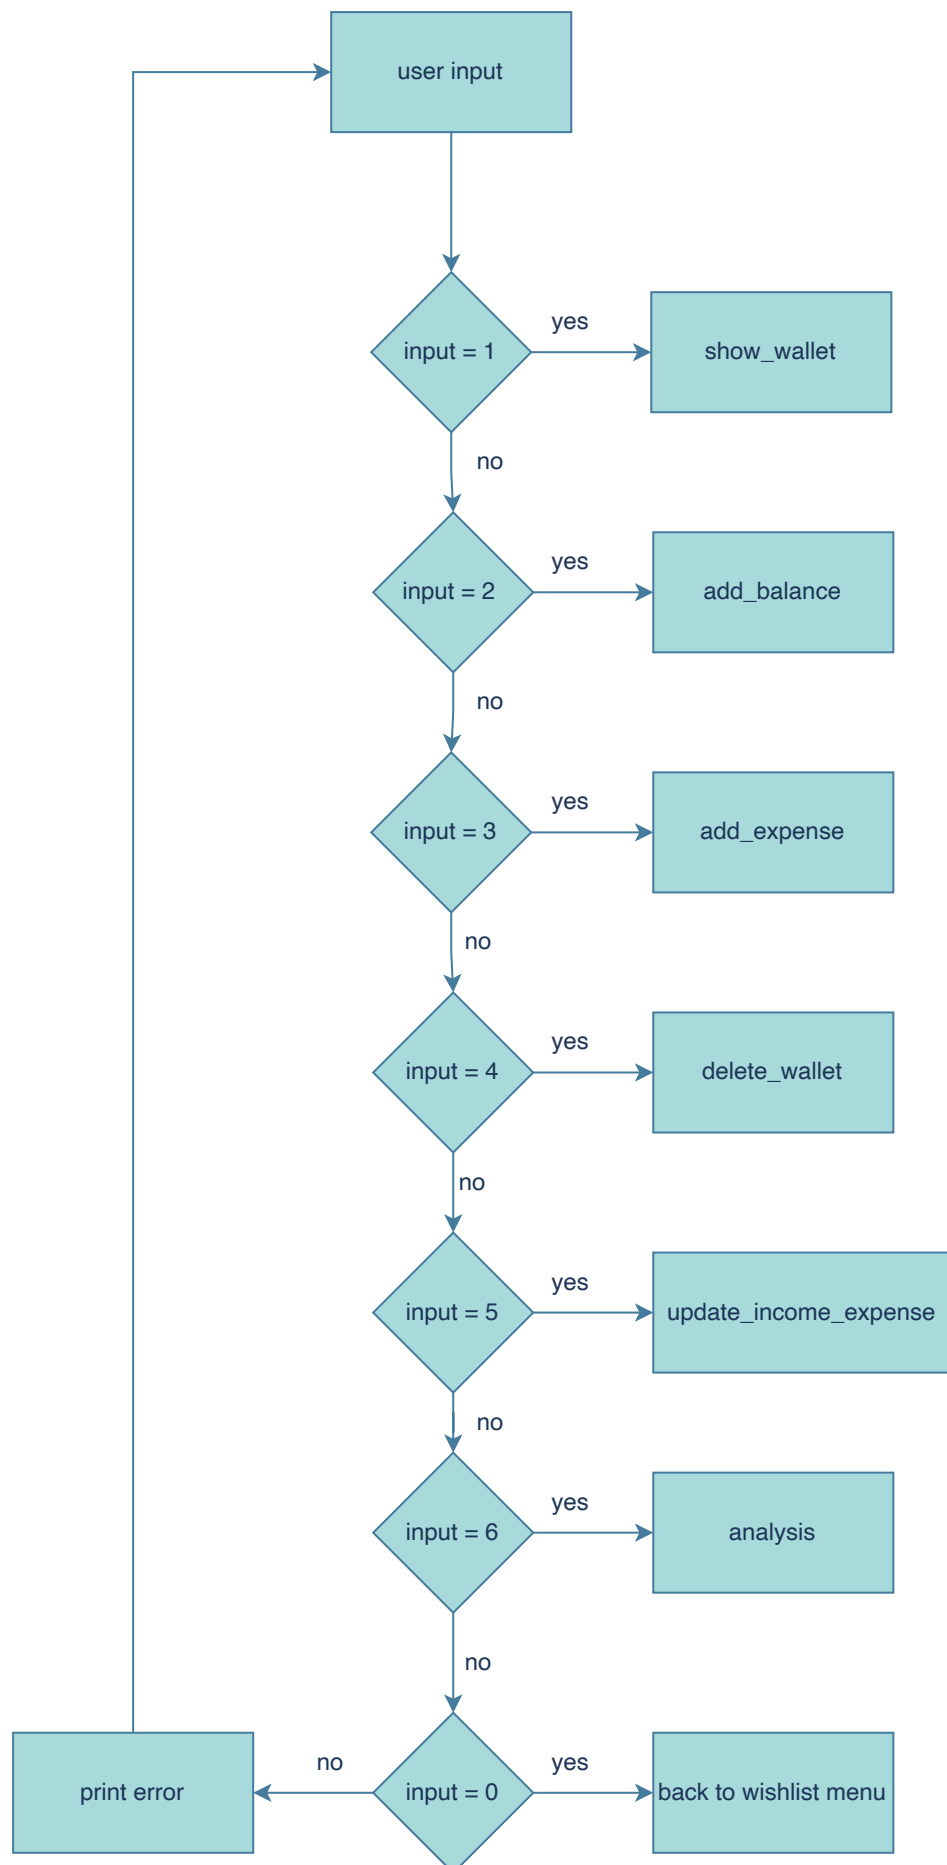 user input
input = 1
yes
show_wallet
no
input = 2
yes
add_balance
no
input = 3
yes
add_expense
no
input = 4
yes
delete_wallet
no
input = 5
yes
update_income_expense
no
input = 6
yes
analysis
no
input = 0
yes
back to wishlist menu
no
print error